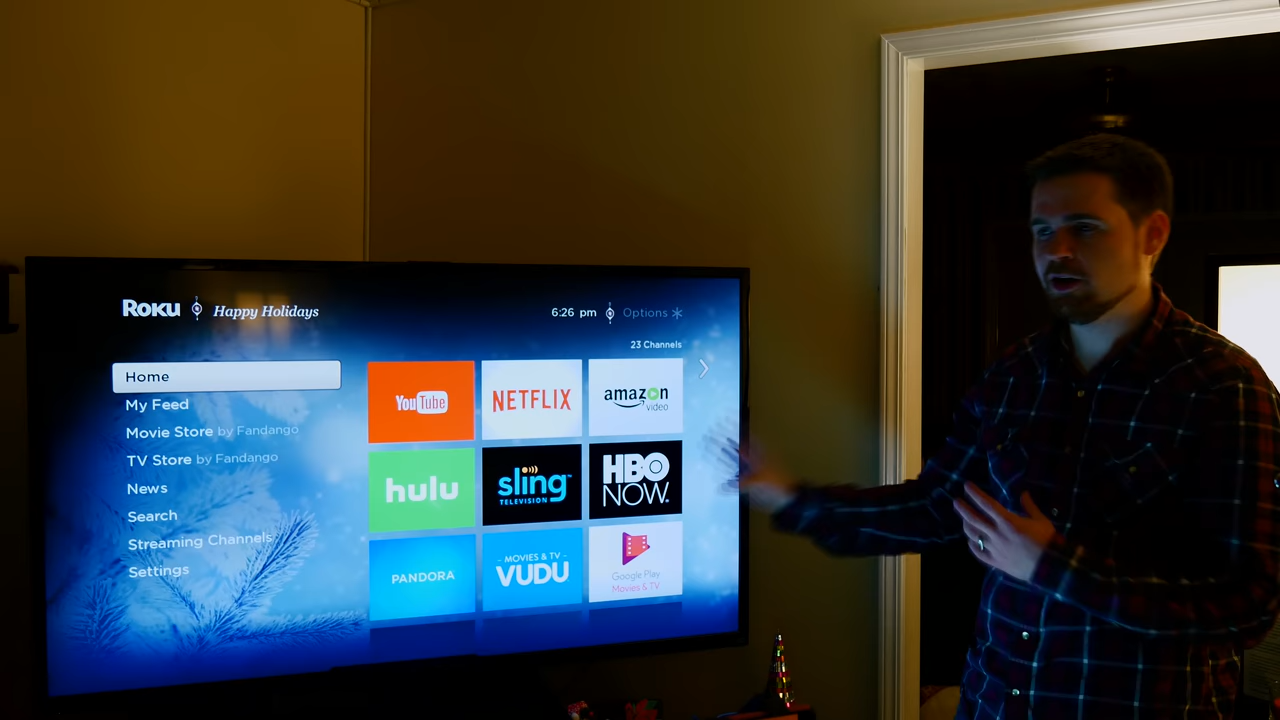 Roku Happy Holidays
6:26 pm Options
23 Channels
Home
My Feed
Movie Store by Fandango
TV Store by Fandango
News
Search
Streaming Channels
Settings
YouTube
NETFLIX
amazon
video
hulu
sling
TELEVISION
HBO
NOW.
PANDORA
- MOVIES & TV -
VUDU
Google Play
Movies & TV